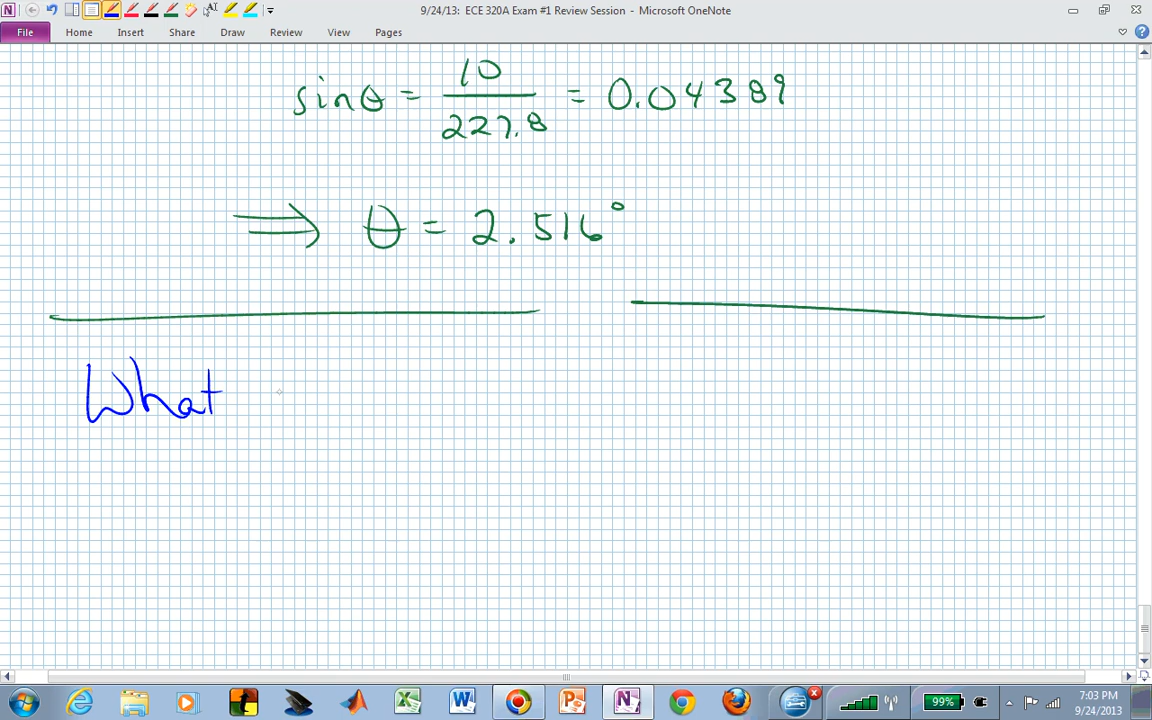 9/24/13: ECE 320A Exam #1 Review Session - Microsoft OneNote
File Home Insert Share Draw Review View Pages
sinθ = 10/227.8 = 0.04389
⇒ θ = 2.516°
What
99%
7:03 PM
9/24/2013